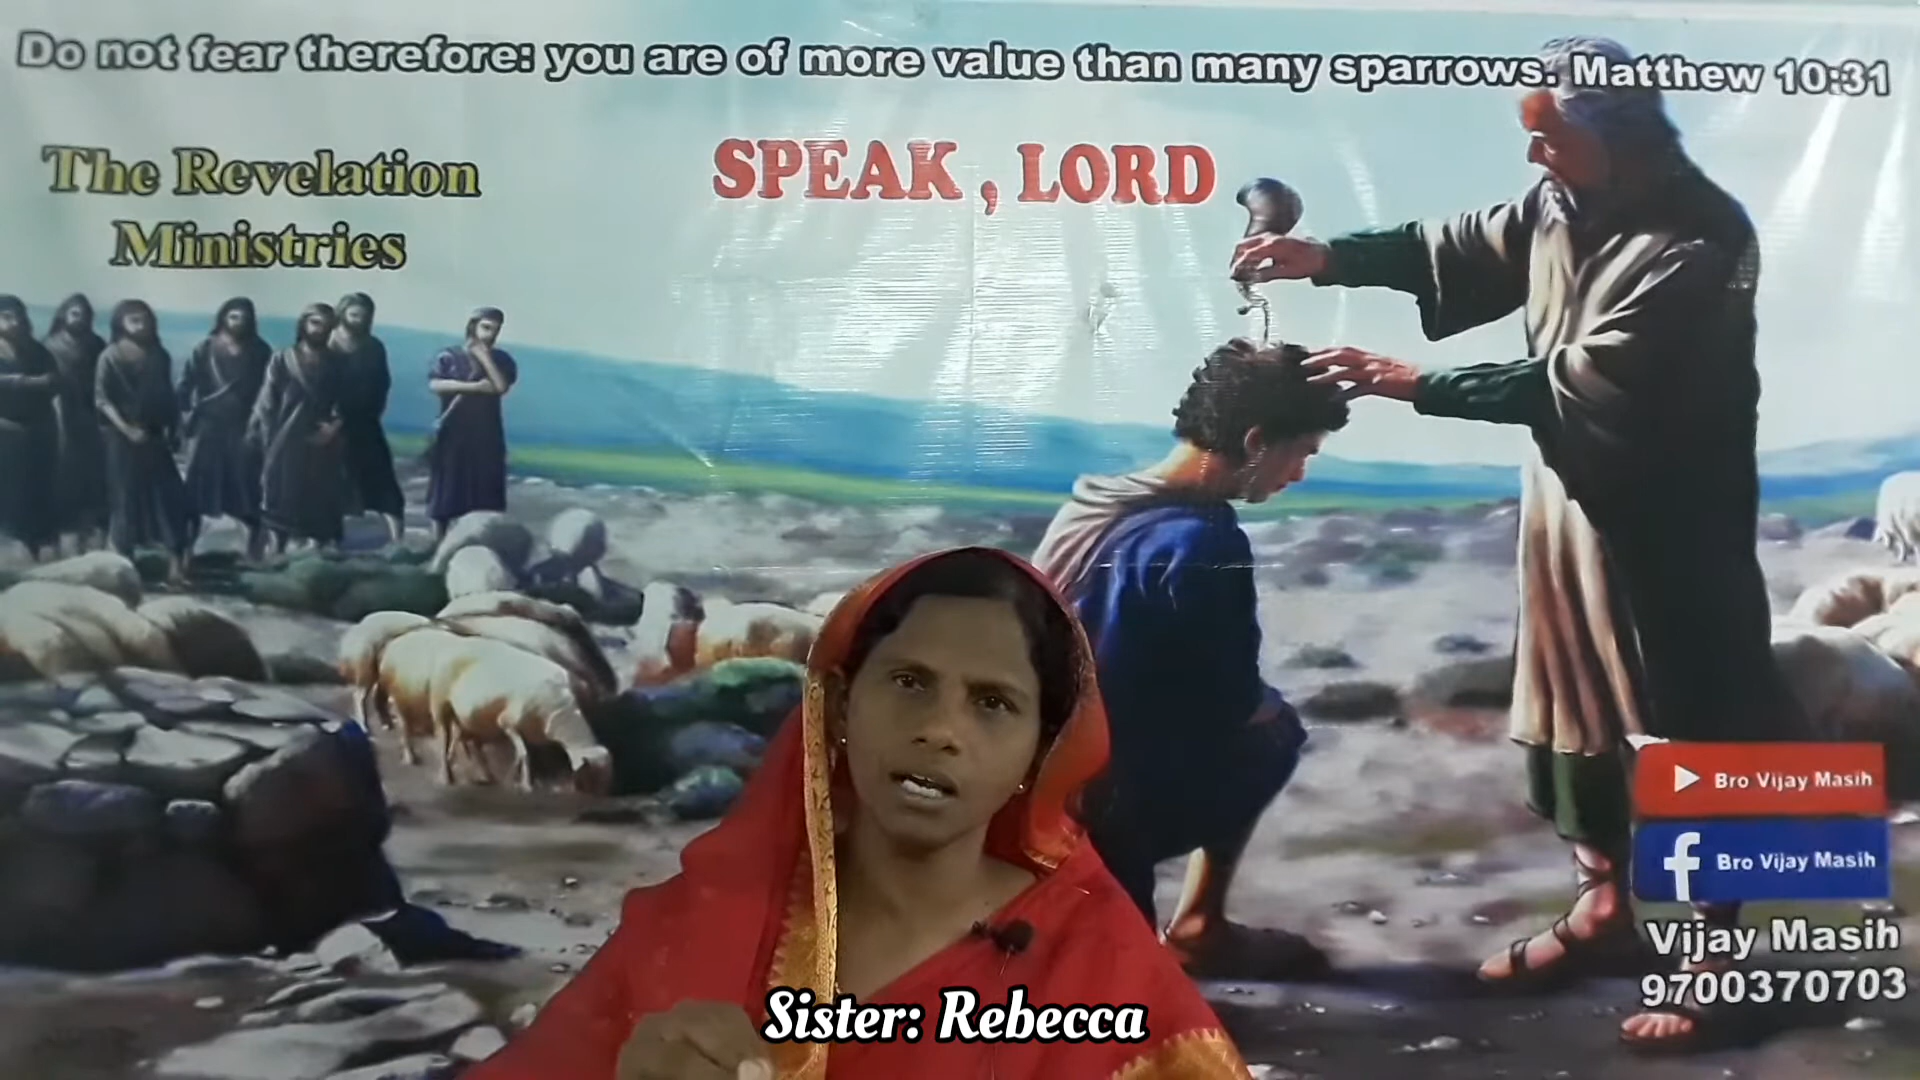 Do not fear therefore: you are of more value than many sparrows. Matthew 10:31
The Revelation
Ministries
SPEAK , LORD
Bro Vijay Masih
f Bro Vijay Masih
Vijay Masih
9700370703
Sister: Rebecca